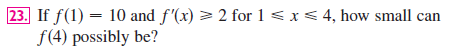 23. If f(1) = 10 and f′(x) ≥ 2 for 1 ≤ x ≤ 4, how small can
f(4) possibly be?